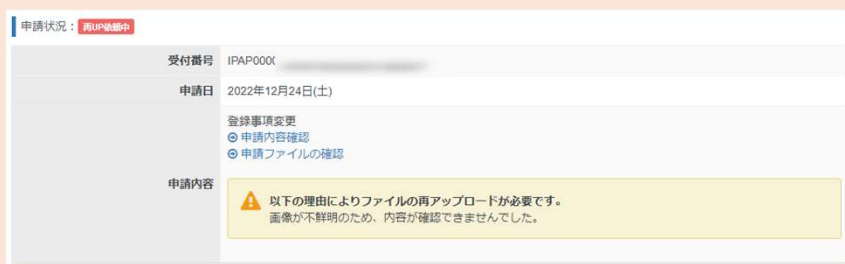 申請状況： 再UP依頼中
受付番号 IPAP0000
申請日 2022年12月24日(土)
登録事項変更
申請内容確認
申請ファイルの確認
申請内容
以下の理由によりファイルの再アップロードが必要です。
画像が不鮮明のため、内容が確認できませんでした。